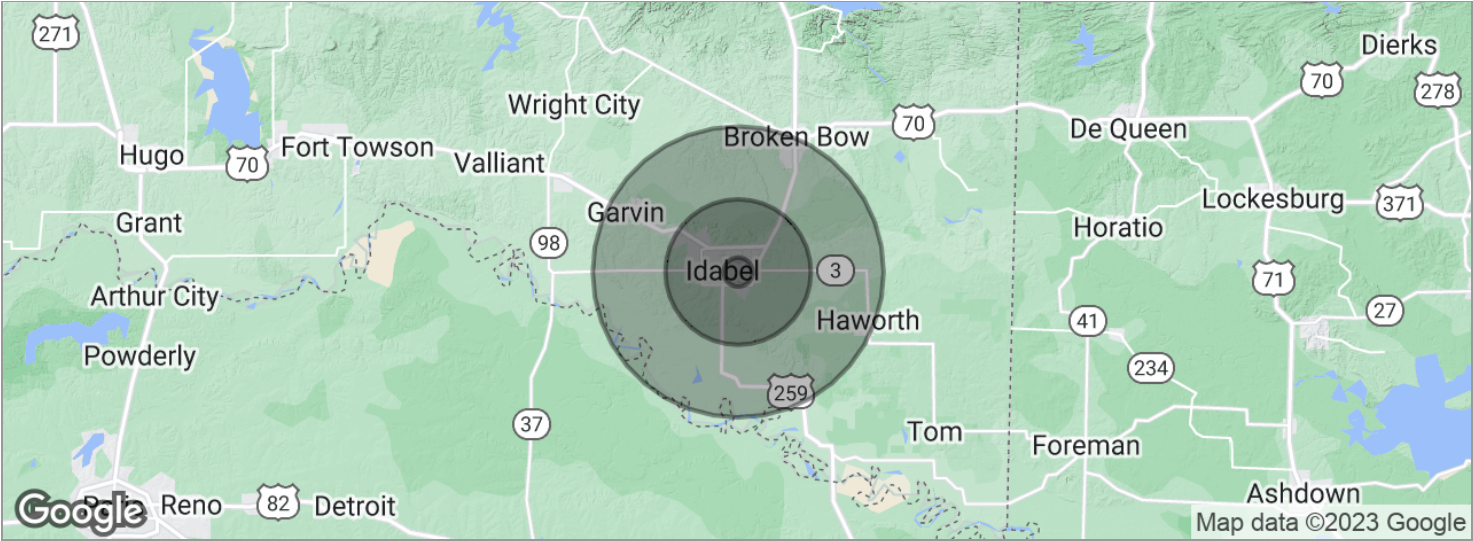 271
Dierks
70
278
Wright City
70
Broken Bow
De Queen
Hugo
70
Fort Towson
Valliant
Lockesburg
371
Grant
Garvin
Horatio
98
Idabel
3
71
Arthur City
27
Haworth
41
Powderly
234
259
37
Tom
Foreman
Google
Reno
82
Detroit
Ashdown
Map data ©2023 Google